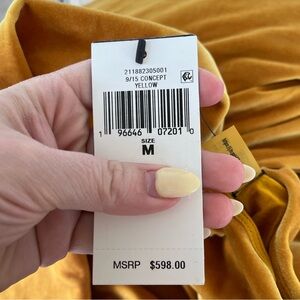 211882305001
9/15 CONCEPT
YELLOW
1 96646 07201 0
SIZE
M
MSRP $598.00